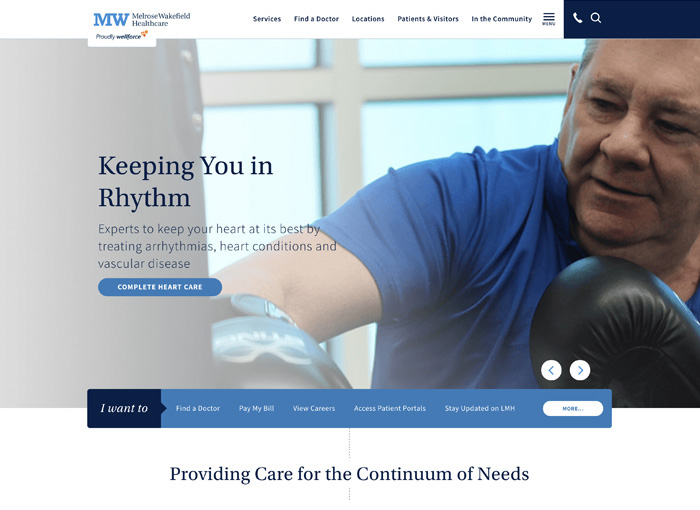 MW MelroseWakefield
Healthcare
Proudly wellforce
Services Find a Doctor Locations Patients & Visitors In the Community MENU
Keeping You in
Rhythm
Experts to keep your heart at its best by
treating arrhythmias, heart conditions and
vascular disease
COMPLETE HEART CARE
I want to Find a Doctor Pay My Bill View Careers Access Patient Portals Stay Updated on LMH MORE...
Providing Care for the Continuum of Needs